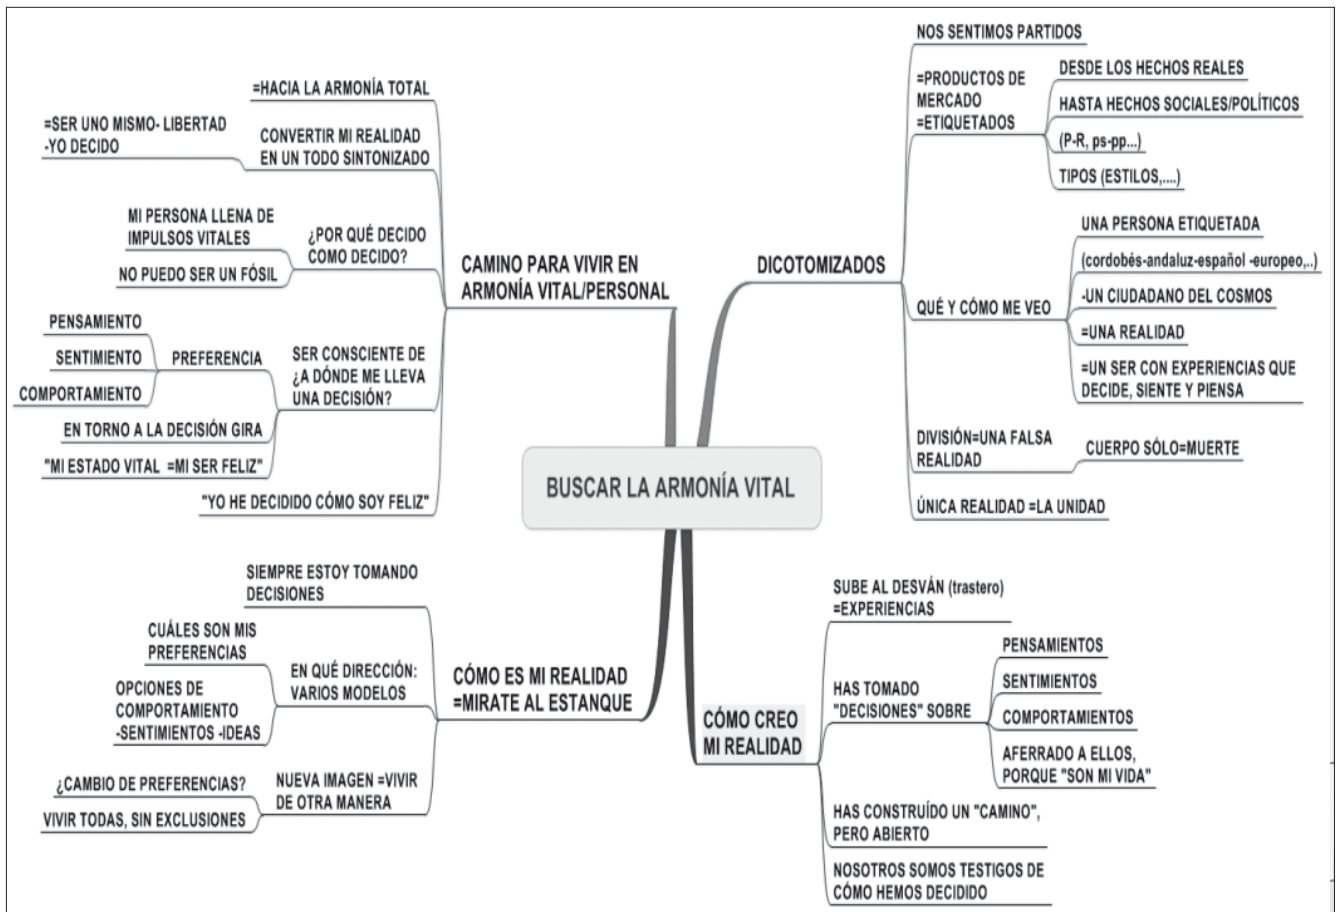 BUSCAR LA ARMONÍA VITAL
DICOTOMIZADOS
NOS SENTIMOS PARTIDOS
=PRODUCTOS DE
MERCADO
=ETIQUETADOS
DESDE LOS HECHOS REALES
HASTA HECHOS SOCIALES/POLÍTICOS
(P-R, ps-pp...)
TIPOS (ESTILOS,....)
QUÉ Y CÓMO ME VEO
UNA PERSONA ETIQUETADA
(cordobés-andaluz-español -europeo,..)
-UN CIUDADANO DEL COSMOS
=UNA REALIDAD
=UN SER CON EXPERIENCIAS QUE
DECIDE, SIENTE Y PIENSA
DIVISIÓN=UNA FALSA
REALIDAD
CUERPO SÓLO=MUERTE
ÚNICA REALIDAD =LA UNIDAD
CÓMO CREO
MI REALIDAD
SUBE AL DESVÁN (trastero)
=EXPERIENCIAS
HAS TOMADO
"DECISIONES" SOBRE
PENSAMIENTOS
SENTIMIENTOS
COMPORTAMIENTOS
AFERRADO A ELLOS,
PORQUE "SON MI VIDA"
HAS CONSTRUÍDO UN "CAMINO",
PERO ABIERTO
NOSOTROS SOMOS TESTIGOS DE
CÓMO HEMOS DECIDIDO
CÓMO ES MI REALIDAD
=MIRATE AL ESTANQUE
SIEMPRE ESTOY TOMANDO
DECISIONES
EN QUÉ DIRECCIÓN:
VARIOS MODELOS
CUÁLES SON MIS
PREFERENCIAS
OPCIONES DE
COMPORTAMIENTO
-SENTIMIENTOS -IDEAS
NUEVA IMAGEN =VIVIR
DE OTRA MANERA
¿CAMBIO DE PREFERENCIAS?
VIVIR TODAS, SIN EXCLUSIONES
CAMINO PARA VIVIR EN
ARMONÍA VITAL/PERSONAL
=HACIA LA ARMONÍA TOTAL
CONVERTIR MI REALIDAD
EN UN TODO SINTONIZADO
=SER UNO MISMO- LIBERTAD
-YO DECIDO
¿POR QUÉ DECIDO
COMO DECIDO?
MI PERSONA LLENA DE
IMPULSOS VITALES
NO PUEDO SER UN FÓSIL
SER CONSCIENTE DE
¿A DÓNDE ME LLEVA
UNA DECISIÓN?
PREFERENCIA
PENSAMIENTO
SENTIMIENTO
COMPORTAMIENTO
EN TORNO A LA DECISIÓN GIRA
"MI ESTADO VITAL =MI SER FELIZ"
"YO HE DECIDIDO CÓMO SOY FELIZ"